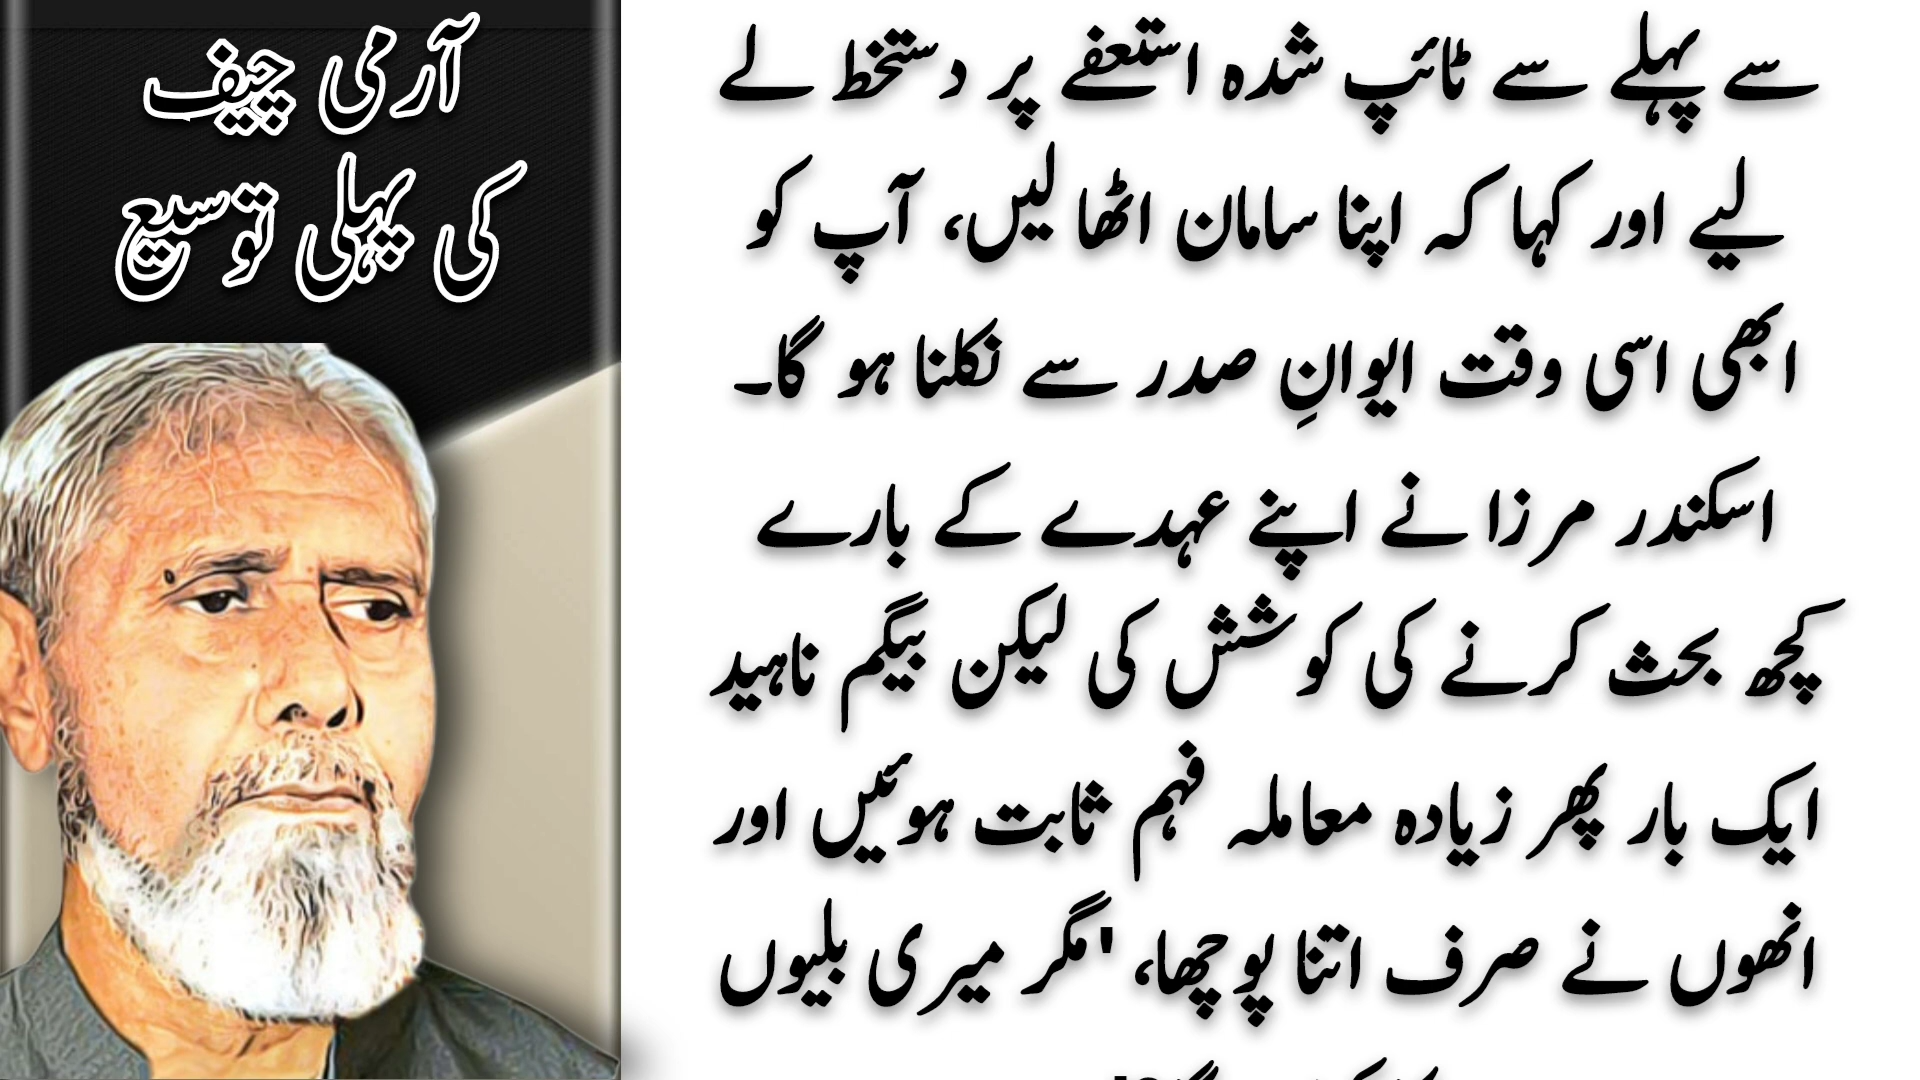 آرمی چیف
کی پہلی توسیع
سے پہلے سے ٹائپ شدہ استعفے پر دستخط لے
لیے اور کہا کہ اپنا سامان اٹھا لیں، آپ کو
ابھی اسی وقت ایوانِ صدر سے نکلنا ہو گا۔
اسکندر مرزا نے اپنے عہدے کے بارے
کچھ بحث کرنے کی کوشش کی لیکن بیگم ناہید
ایک بار پھر زیادہ معاملہ فہم ثابت ہوئیں اور
انھوں نے صرف اتنا پوچھا، 'مگر میری بلیوں